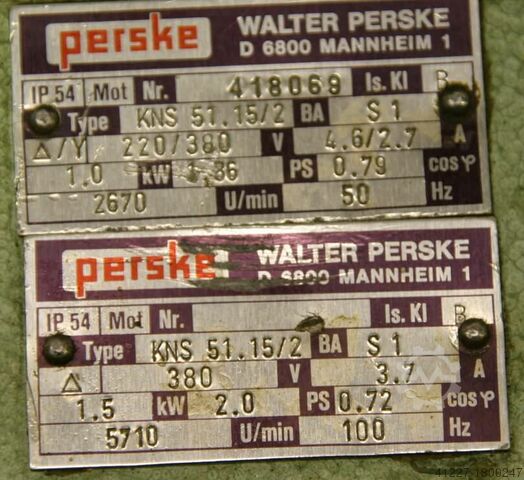 perske
WALTER PERSKE
D 6800 MANNHEIM 1
IP 54 Mot Nr. 418069 Is. Kl B
Type KNS 51.15/2 BA S 1
Δ/Y 220/380 V 4.6/2.7 A
1.0 kW 1.36 PS 0.79 cos φ
2670 U/min 50 Hz
perske
WALTER PERSKE
D 6800 MANNHEIM 1
IP 54 Mot Nr. Is. Kl B
Type KNS 51.15/2 BA S 1
Δ 380 V 3.7 A
1.5 kW 2.0 PS 0.72 cos φ
5710 U/min 100 Hz
41227-1800247